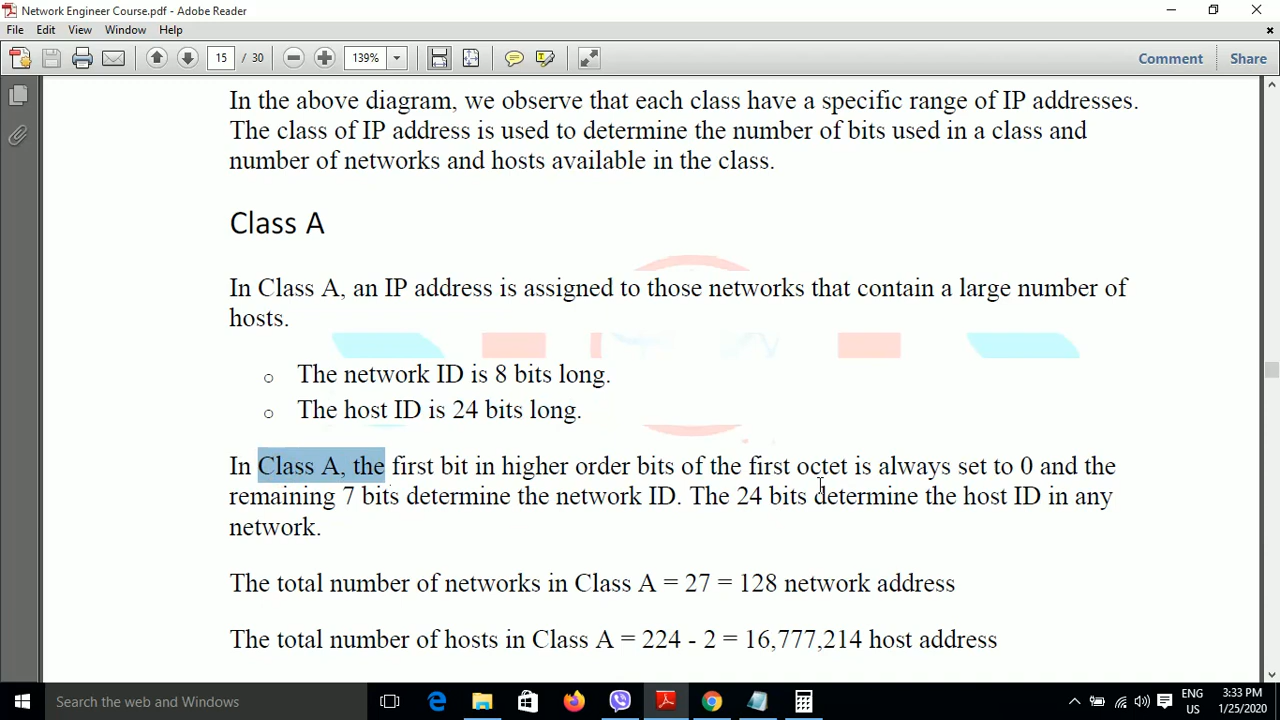 Network Engineer Course.pdf - Adobe Reader
File Edit View Window Help
15 / 30 139% Comment Share
In the above diagram, we observe that each class have a specific range of IP addresses.
The class of IP address is used to determine the number of bits used in a class and
number of networks and hosts available in the class.
Class A
In Class A, an IP address is assigned to those networks that contain a large number of
hosts.
The network ID is 8 bits long.
The host ID is 24 bits long.
In Class A, the first bit in higher order bits of the first octet is always set to 0 and the
remaining 7 bits determine the network ID. The 24 bits determine the host ID in any
network.
The total number of networks in Class A = 27 = 128 network address
The total number of hosts in Class A = 224 - 2 = 16,777,214 host address
Search the web and Windows
ENG 3:33 PM
US 1/25/2020